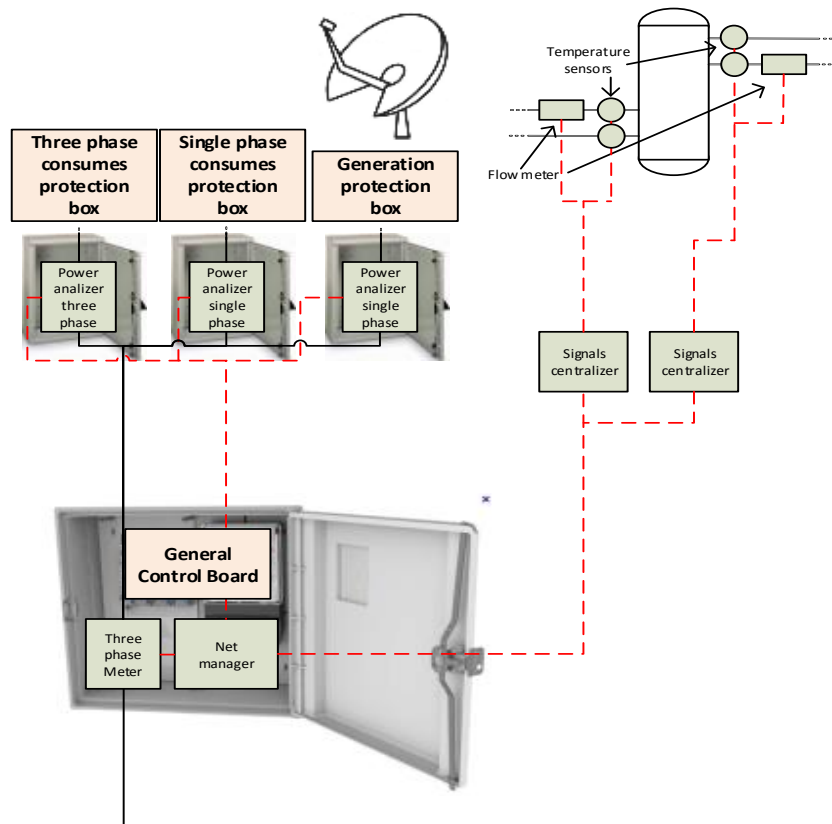 Temperature
sensors
Flow meter
Three phase
consumes
protection
box
Single phase
consumes
protection
box
Generation
protection
box
Power
analizer
three
phase
Power
analizer
single
phase
Power
analizer
single
phase
Signals
centralizer
Signals
centralizer
General
Control Board
Three
phase
Meter
Net
manager